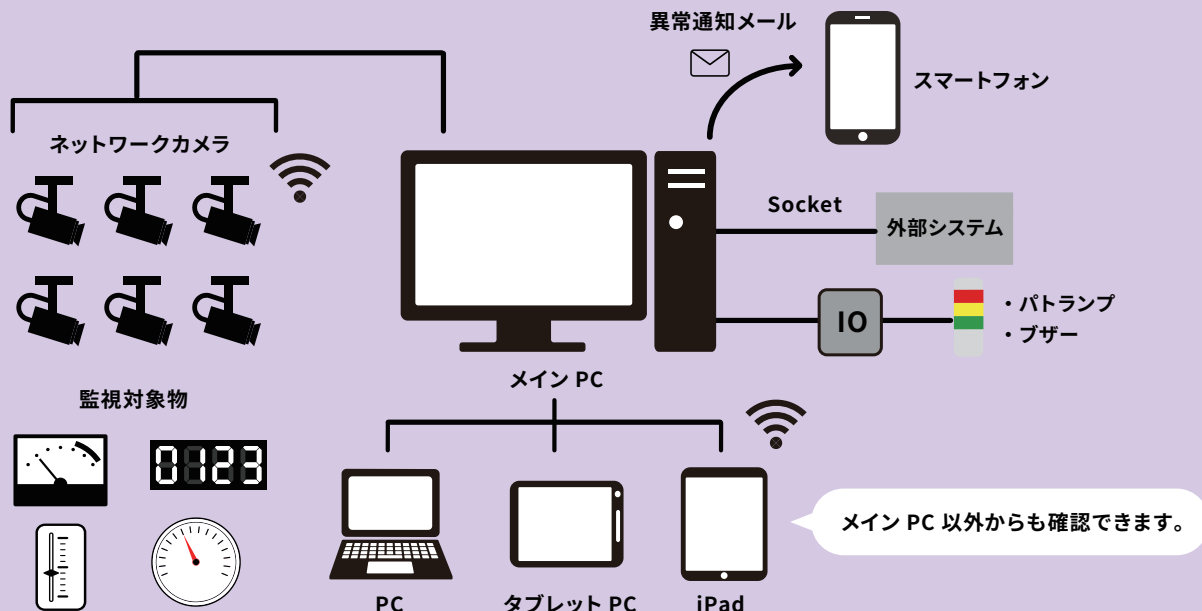 異常通知メール
スマートフォン
ネットワークカメラ
Socket
外部システム
IO
・パトランプ
・ブザー
メイン PC
監視対象物
0123
メイン PC 以外からも確認できます。
PC
タブレット PC
iPad